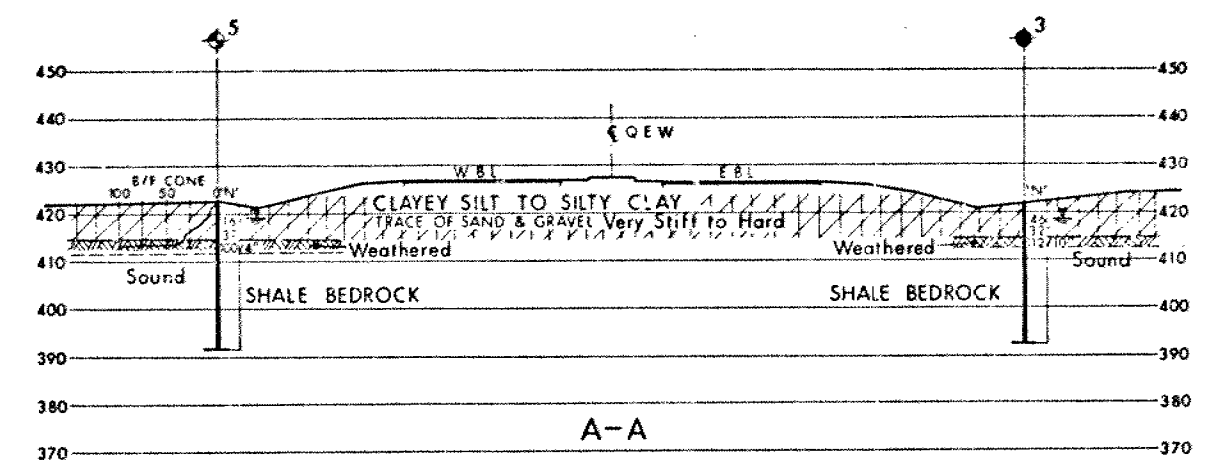 5
3
450
450
440
440
℄ QEW
430
430
B/F CONE
WBL
EBL
100 50 0 'N'
'N'
420
CLAYEY SILT TO SILTY CLAY
420
TRACE OF SAND & GRAVEL Very Stiff to Hard
Weathered
Weathered
410
410
Sound
Sound
SHALE BEDROCK
SHALE BEDROCK
400
400
390
390
380
380
A-A
370
370